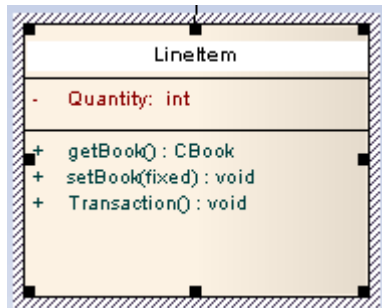 LineItem
- Quantity: int
+ getBook() : CBook
+ setBook(fixed) : void
+ Transaction() : void